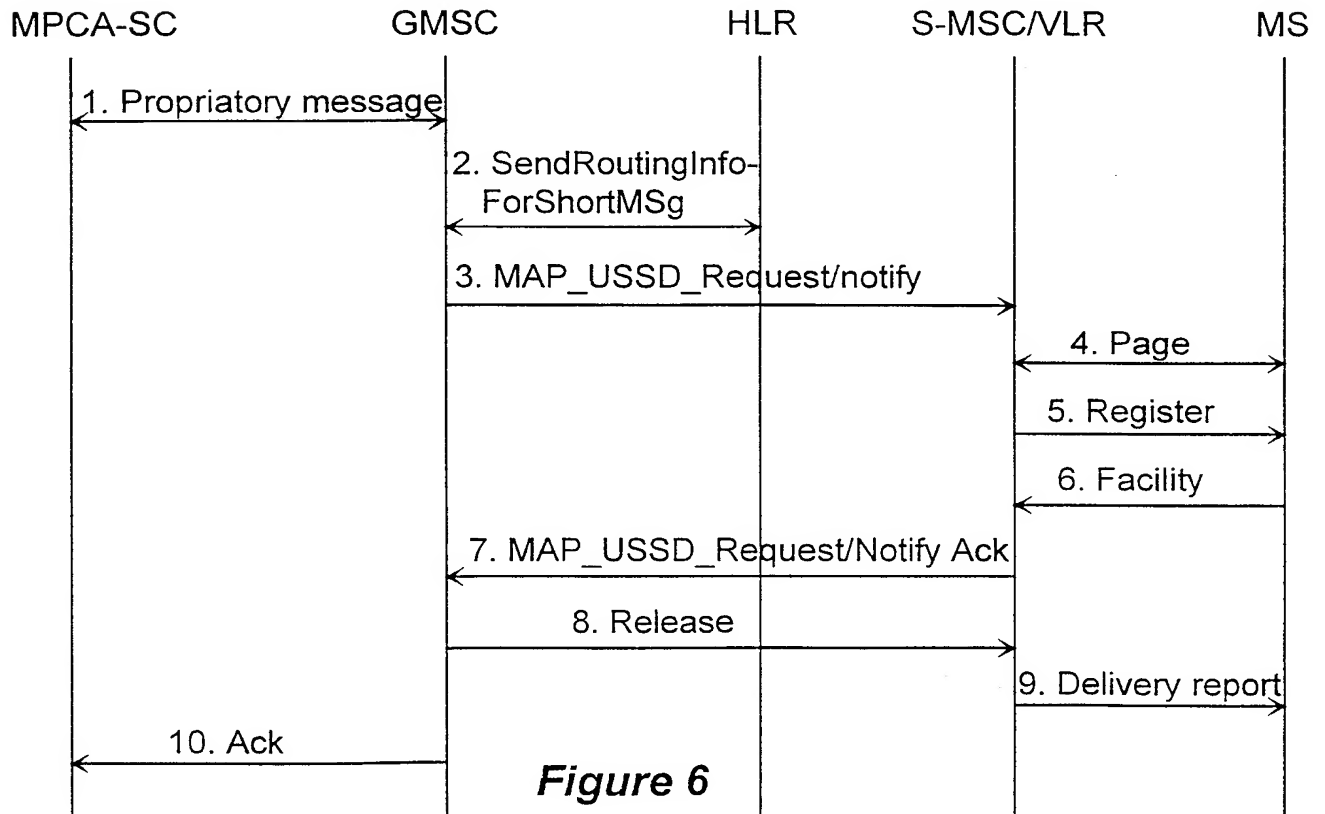 MPCA-SC GMSC HLR S-MSC/VLR MS
1. Propriatory message
2. SendRoutingInfo-
ForShortMSg
3. MAP_USSD_Request/notify
4. Page
5. Register
6. Facility
7. MAP_USSD_Request/Notify Ack
8. Release
9. Delivery report
10. Ack
Figure 6